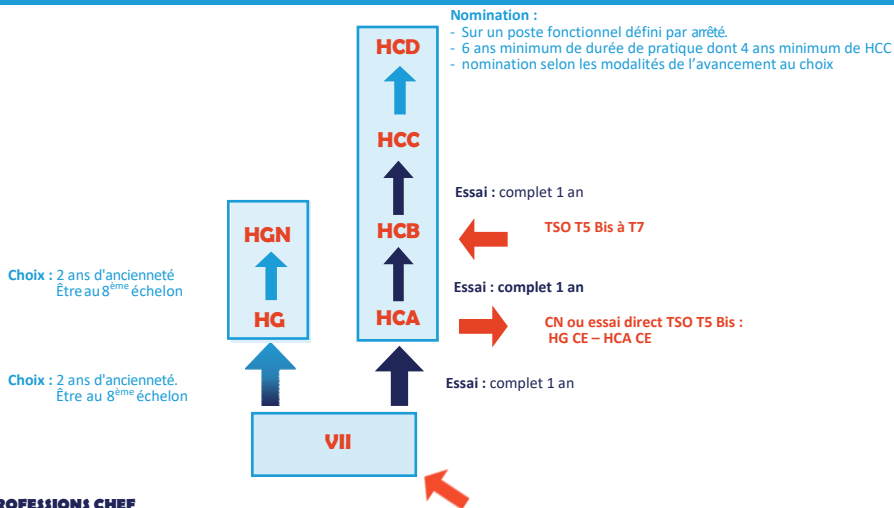 Nomination :
- Sur un poste fonctionnel défini par arrêté.
- 6 ans minimum de durée de pratique dont 4 ans minimum de HCC
- nomination selon les modalités de l’avancement au choix
HCD
HCC
Essai : complet 1 an
HGN
HCB
TSO T5 Bis à T7
Choix : 2 ans d'ancienneté
Être au 8ème échelon
Essai : complet 1 an
HG
HCA
CN ou essai direct TSO T5 Bis :
HG CE – HCA CE
Choix : 2 ans d'ancienneté.
Être au 8ème échelon
Essai : complet 1 an
VII
ROFESSIONS CHEF